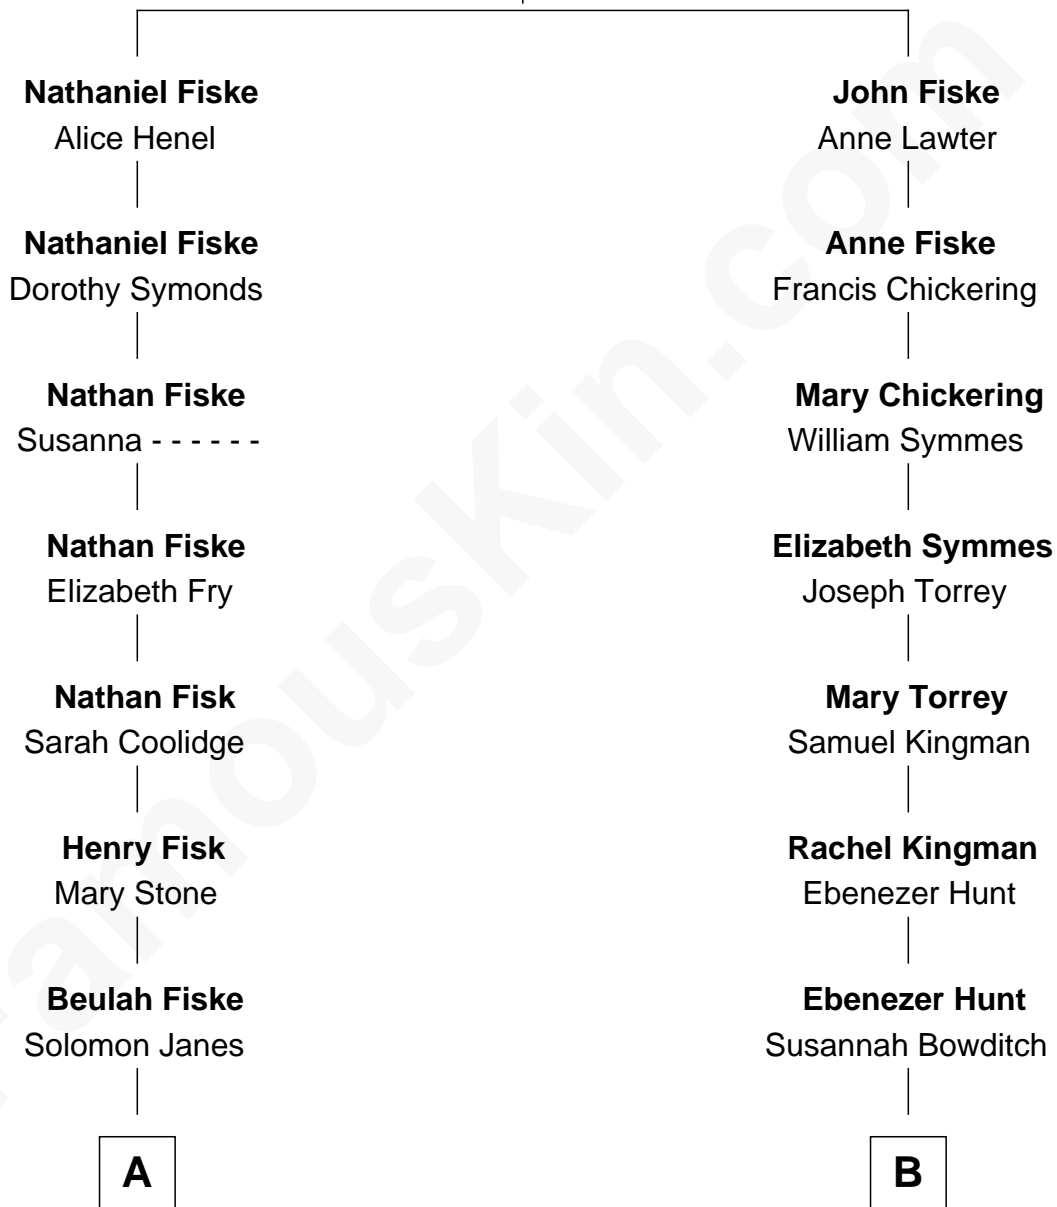 Nathaniel Fiske
Alice Henel
Nathaniel Fiske
Dorothy Symonds
Nathan Fiske
Susanna - - - - - -
Nathan Fiske
Elizabeth Fry
Nathan Fisk
Sarah Coolidge
Henry Fisk
Mary Stone
Beulah Fiske
Solomon Janes
A
John Fiske
Anne Lawter
Anne Fiske
Francis Chickering
Mary Chickering
William Symmes
Elizabeth Symmes
Joseph Torrey
Mary Torrey
Samuel Kingman
Rachel Kingman
Ebenezer Hunt
Ebenezer Hunt
Susannah Bowditch
B
FamousKin.com